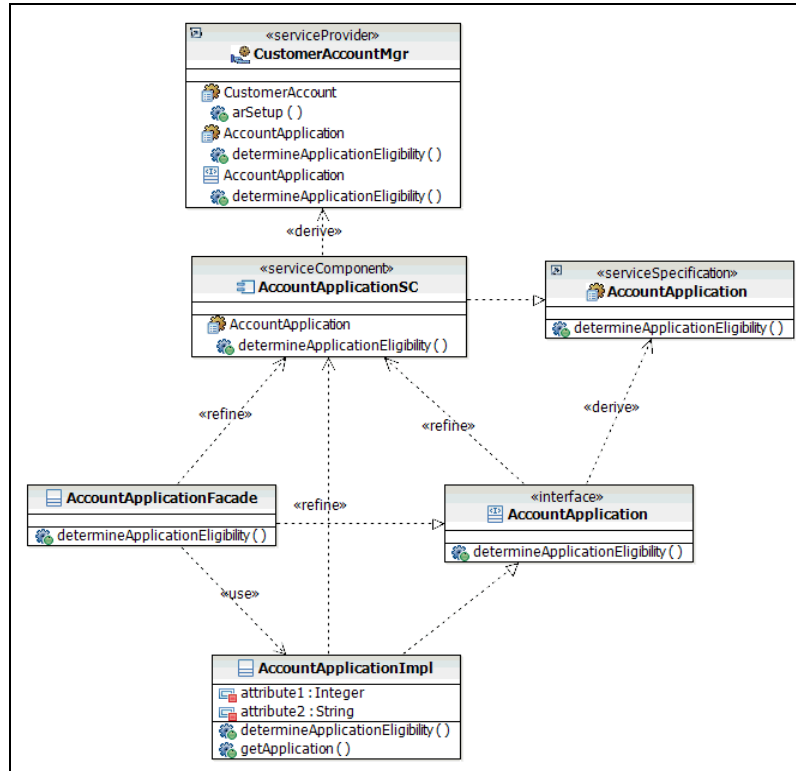 «serviceProvider»
CustomerAccountMgr
CustomerAccount
arSetup ( )
AccountApplication
determineApplicationEligibility ( )
AccountApplication
determineApplicationEligibility ( )
«derive»
«serviceComponent»
AccountApplicationSC
AccountApplication
determineApplicationEligibility ( )
«serviceSpecification»
AccountApplication
determineApplicationEligibility ( )
«refine»
«refine»
«derive»
AccountApplicationFacade
determineApplicationEligibility ( )
«refine»
«interface»
AccountApplication
determineApplicationEligibility ( )
«use»
AccountApplicationImpl
attribute1 : Integer
attribute2 : String
determineApplicationEligibility ( )
getApplication ( )